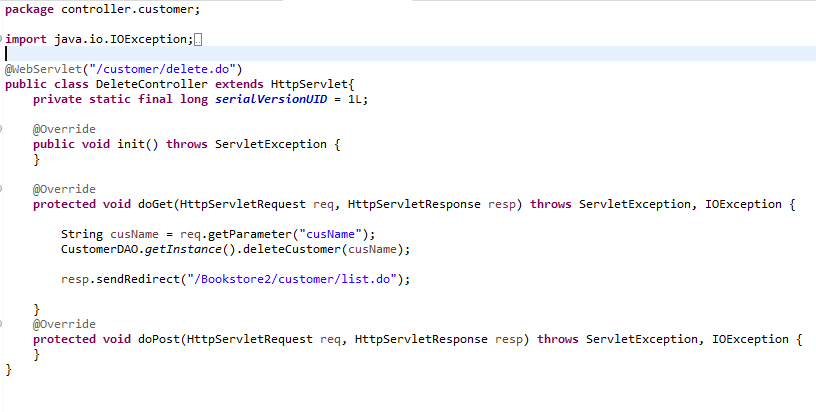 package controller.customer;
import java.io.IOException;
@WebServlet("/customer/delete.do")
public class DeleteController extends HttpServlet{
private static final long serialVersionUID = 1L;
@Override
public void init() throws ServletException {
}
@Override
protected void doGet(HttpServletRequest req, HttpServletResponse resp) throws ServletException, IOException {
String cusName = req.getParameter("cusName");
CustomerDAO.getInstance().deleteCustomer(cusName);
resp.sendRedirect("/Bookstore2/customer/list.do");
}
@Override
protected void doPost(HttpServletRequest req, HttpServletResponse resp) throws ServletException, IOException {
}
}